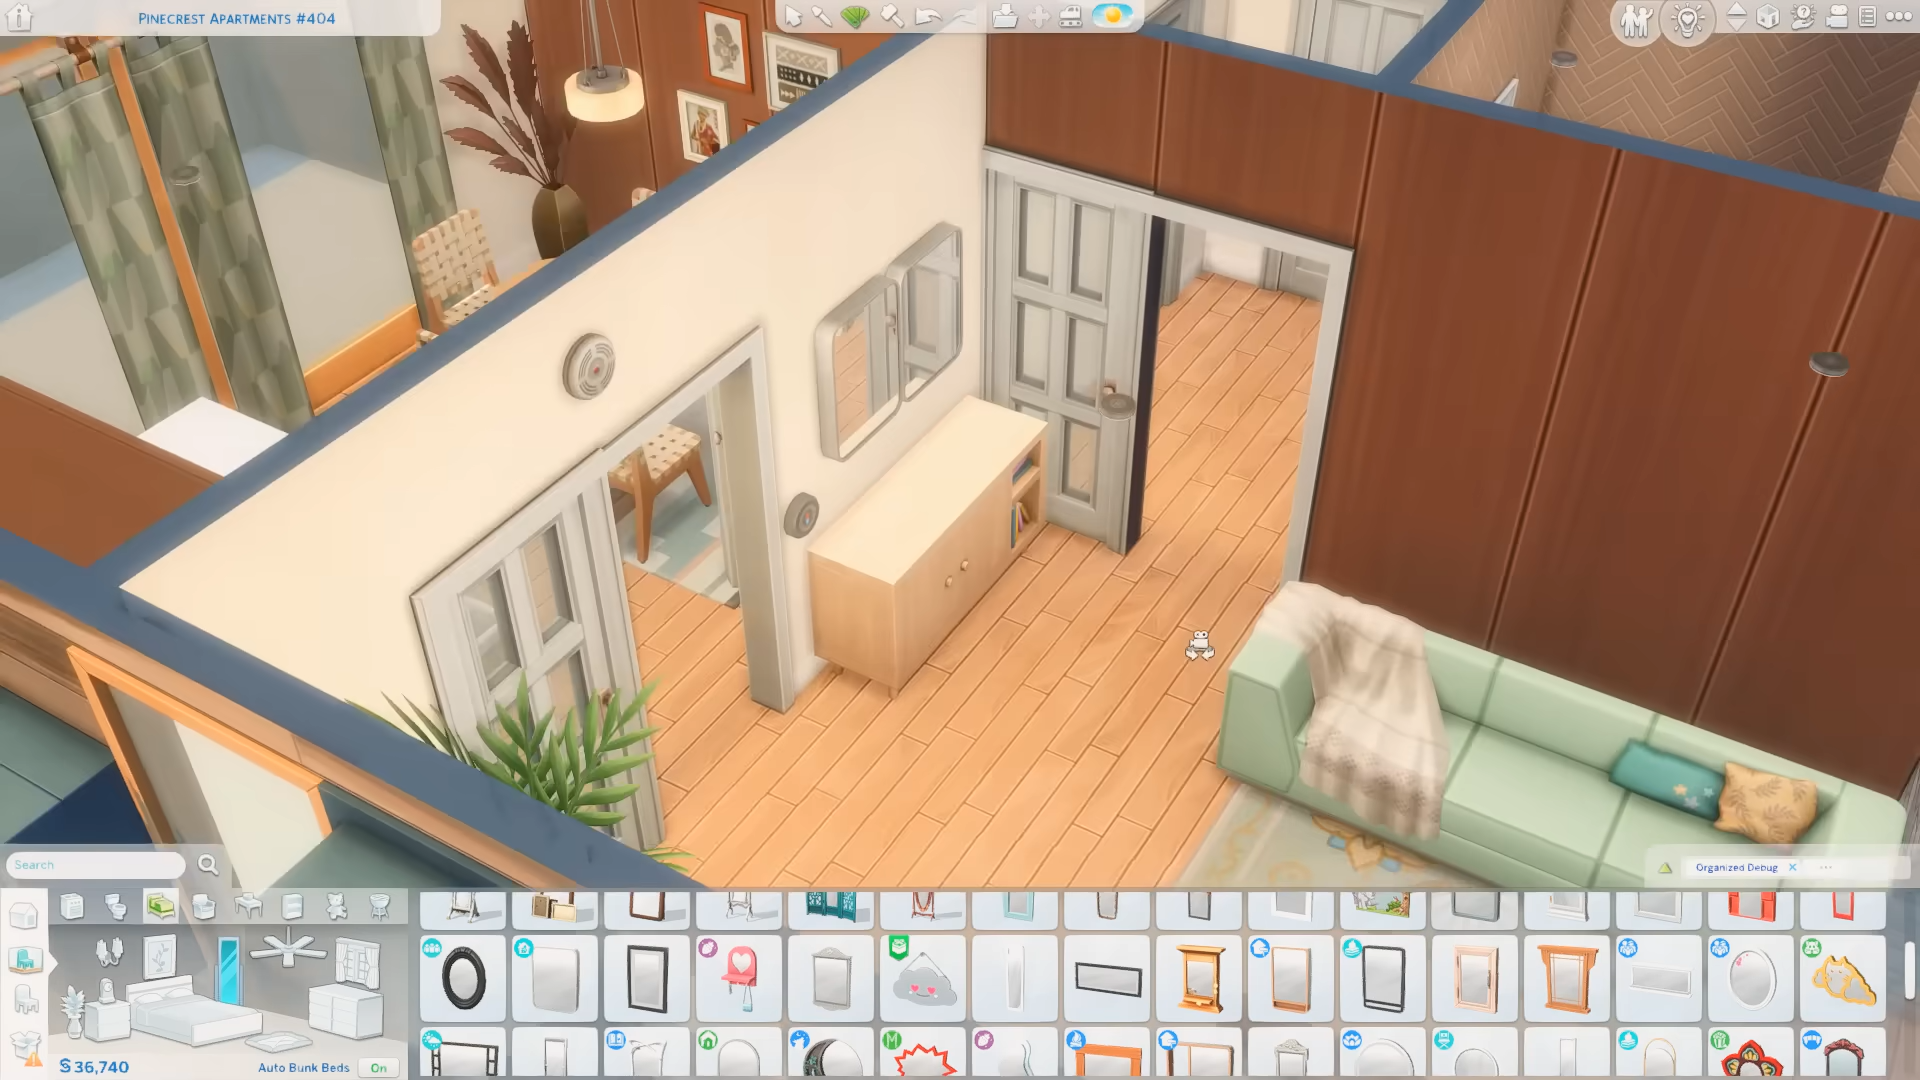 Pinecrest Apartments #404
Search
Organized Debug
§36,740
Auto Bunk Beds
On